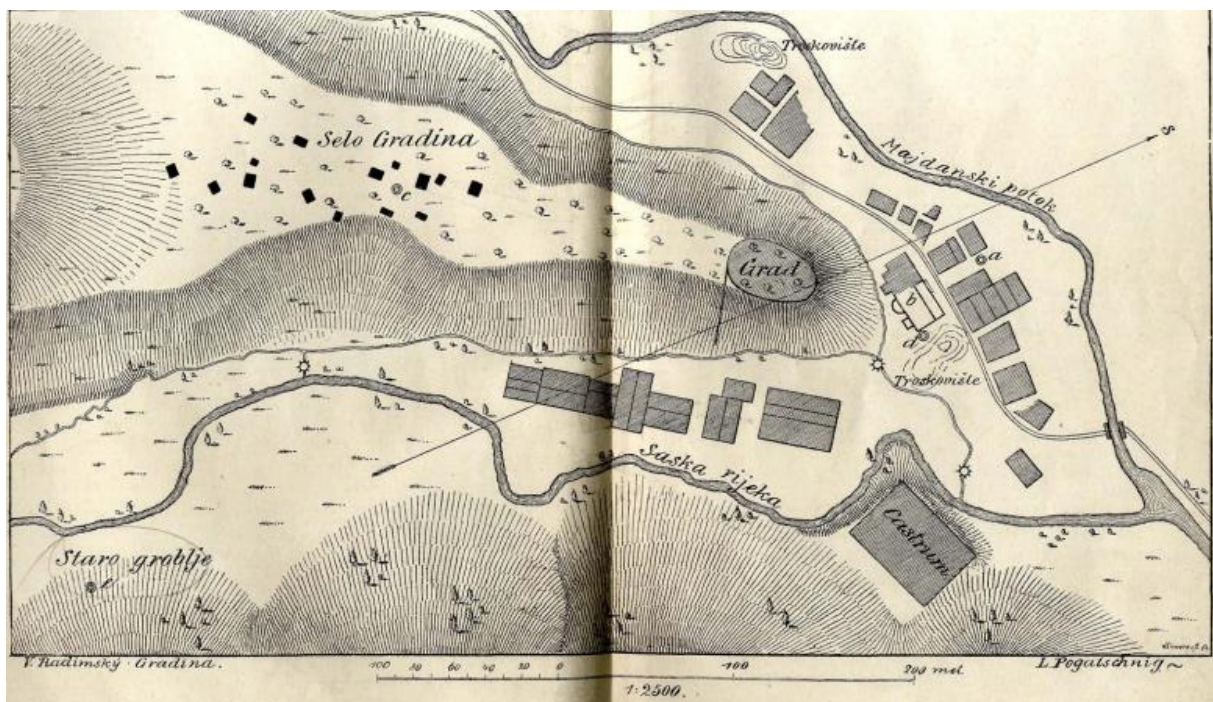 Troskovište
Selo Gradina
S
Majdanski potok
c
Grad
a
b
d
Troskovište
Saska rijeka
Castrum
Staro groblje
e
V. Radimský - Gradina.
100 80 60 40 20 0 100 200 met.
L. Pogatschnig
1:2500.